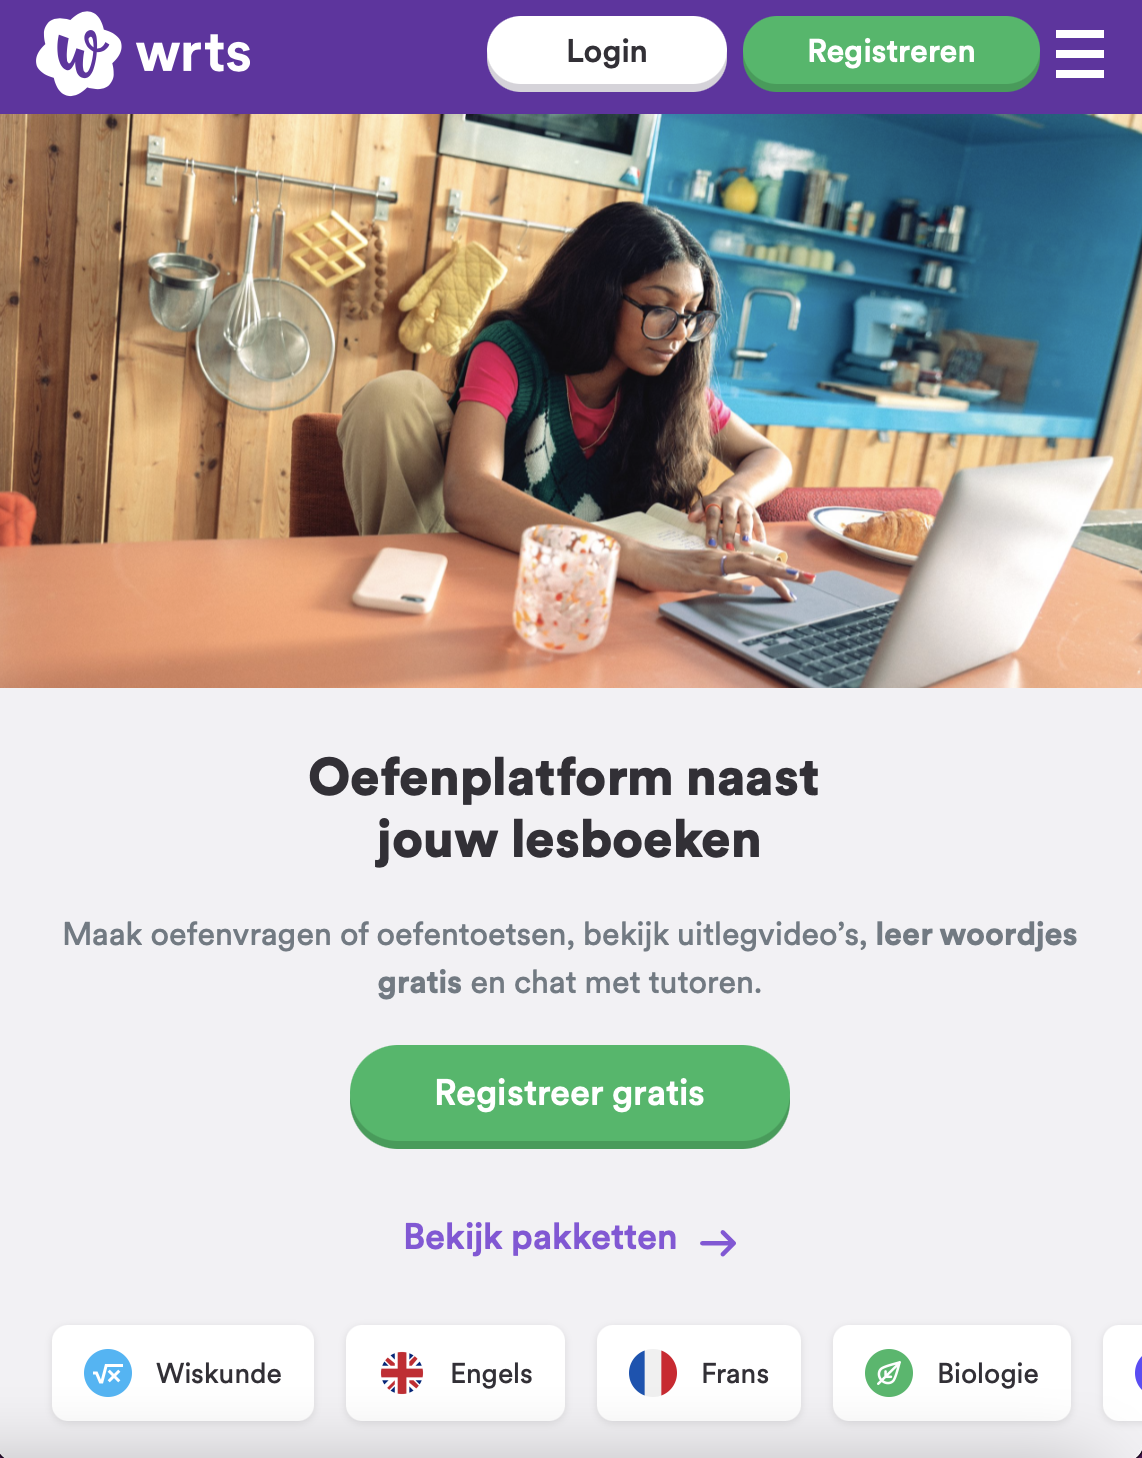 wrts
Login
Registreren
Oefenplatform naast
jouw lesboeken
Maak oefenvragen of oefentoetsen, bekijk uitlegvideo’s, leer woordjes
gratis en chat met tutoren.
Registreer gratis
Bekijk pakketten
Wiskunde
Engels
Frans
Biologie